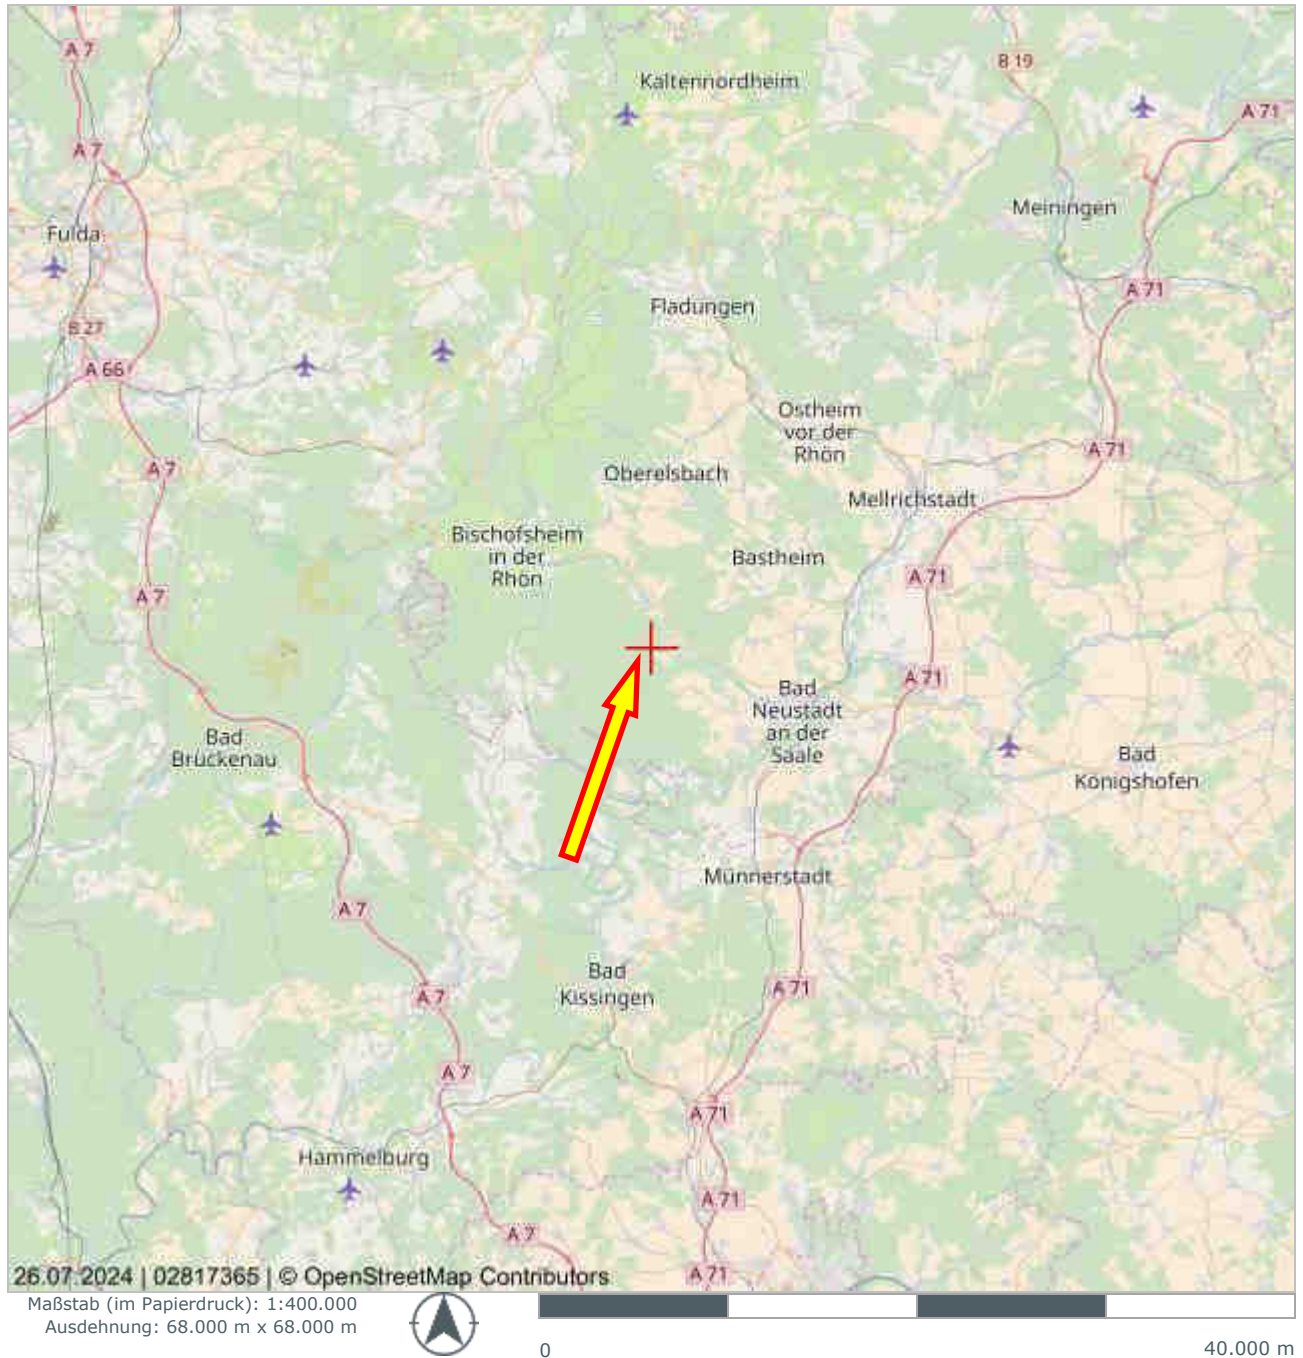 A 7
B 19
Kaltennordheim
A 71
A 7
Meiningen
Fulda
A 71
Fladungen
B 27
A 66
Ostheim
vor der
Rhön
A 71
A 7
Oberelsbach
Mellrichstadt
Bischofsheim
in der
Rhön
Bastheim
A 71
A 7
A 71
Bad
Neustadt
an der
Saale
Bad
Brückenau
Bad
Königshofen
Münnerstadt
A 7
Bad
Kissingen
A 71
A 7
A 7
A 71
Hammelburg
A 71
A 7
A 71
26.07.2024 | 02817365 | © OpenStreetMap Contributors
Maßstab (im Papierdruck): 1:400.000
Ausdehnung: 68.000 m x 68.000 m
0
40.000 m